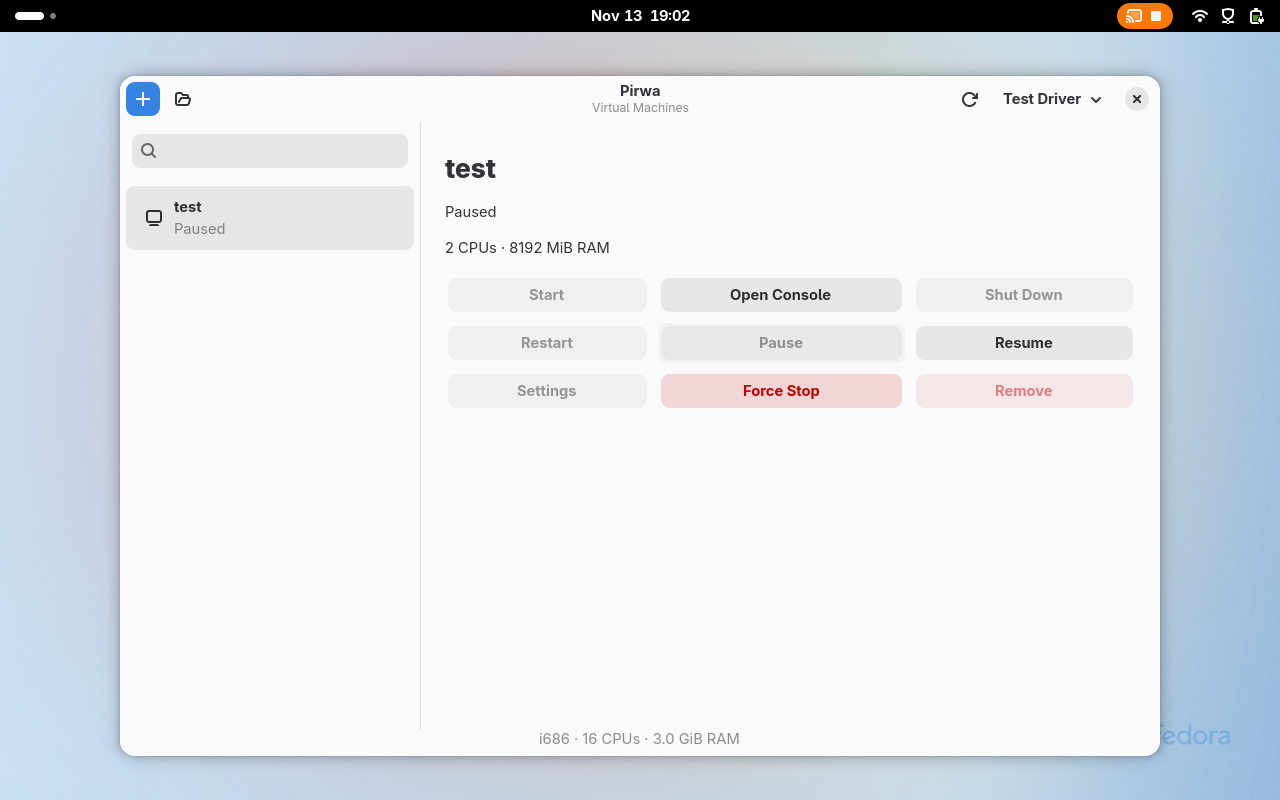 Nov 13 19:02
Pirwa
Virtual Machines
Test Driver
test
Paused
test
Paused
2 CPUs · 8192 MiB RAM
Start
Open Console
Shut Down
Restart
Pause
Resume
Settings
Force Stop
Remove
i686 · 16 CPUs · 3.0 GiB RAM
fedora